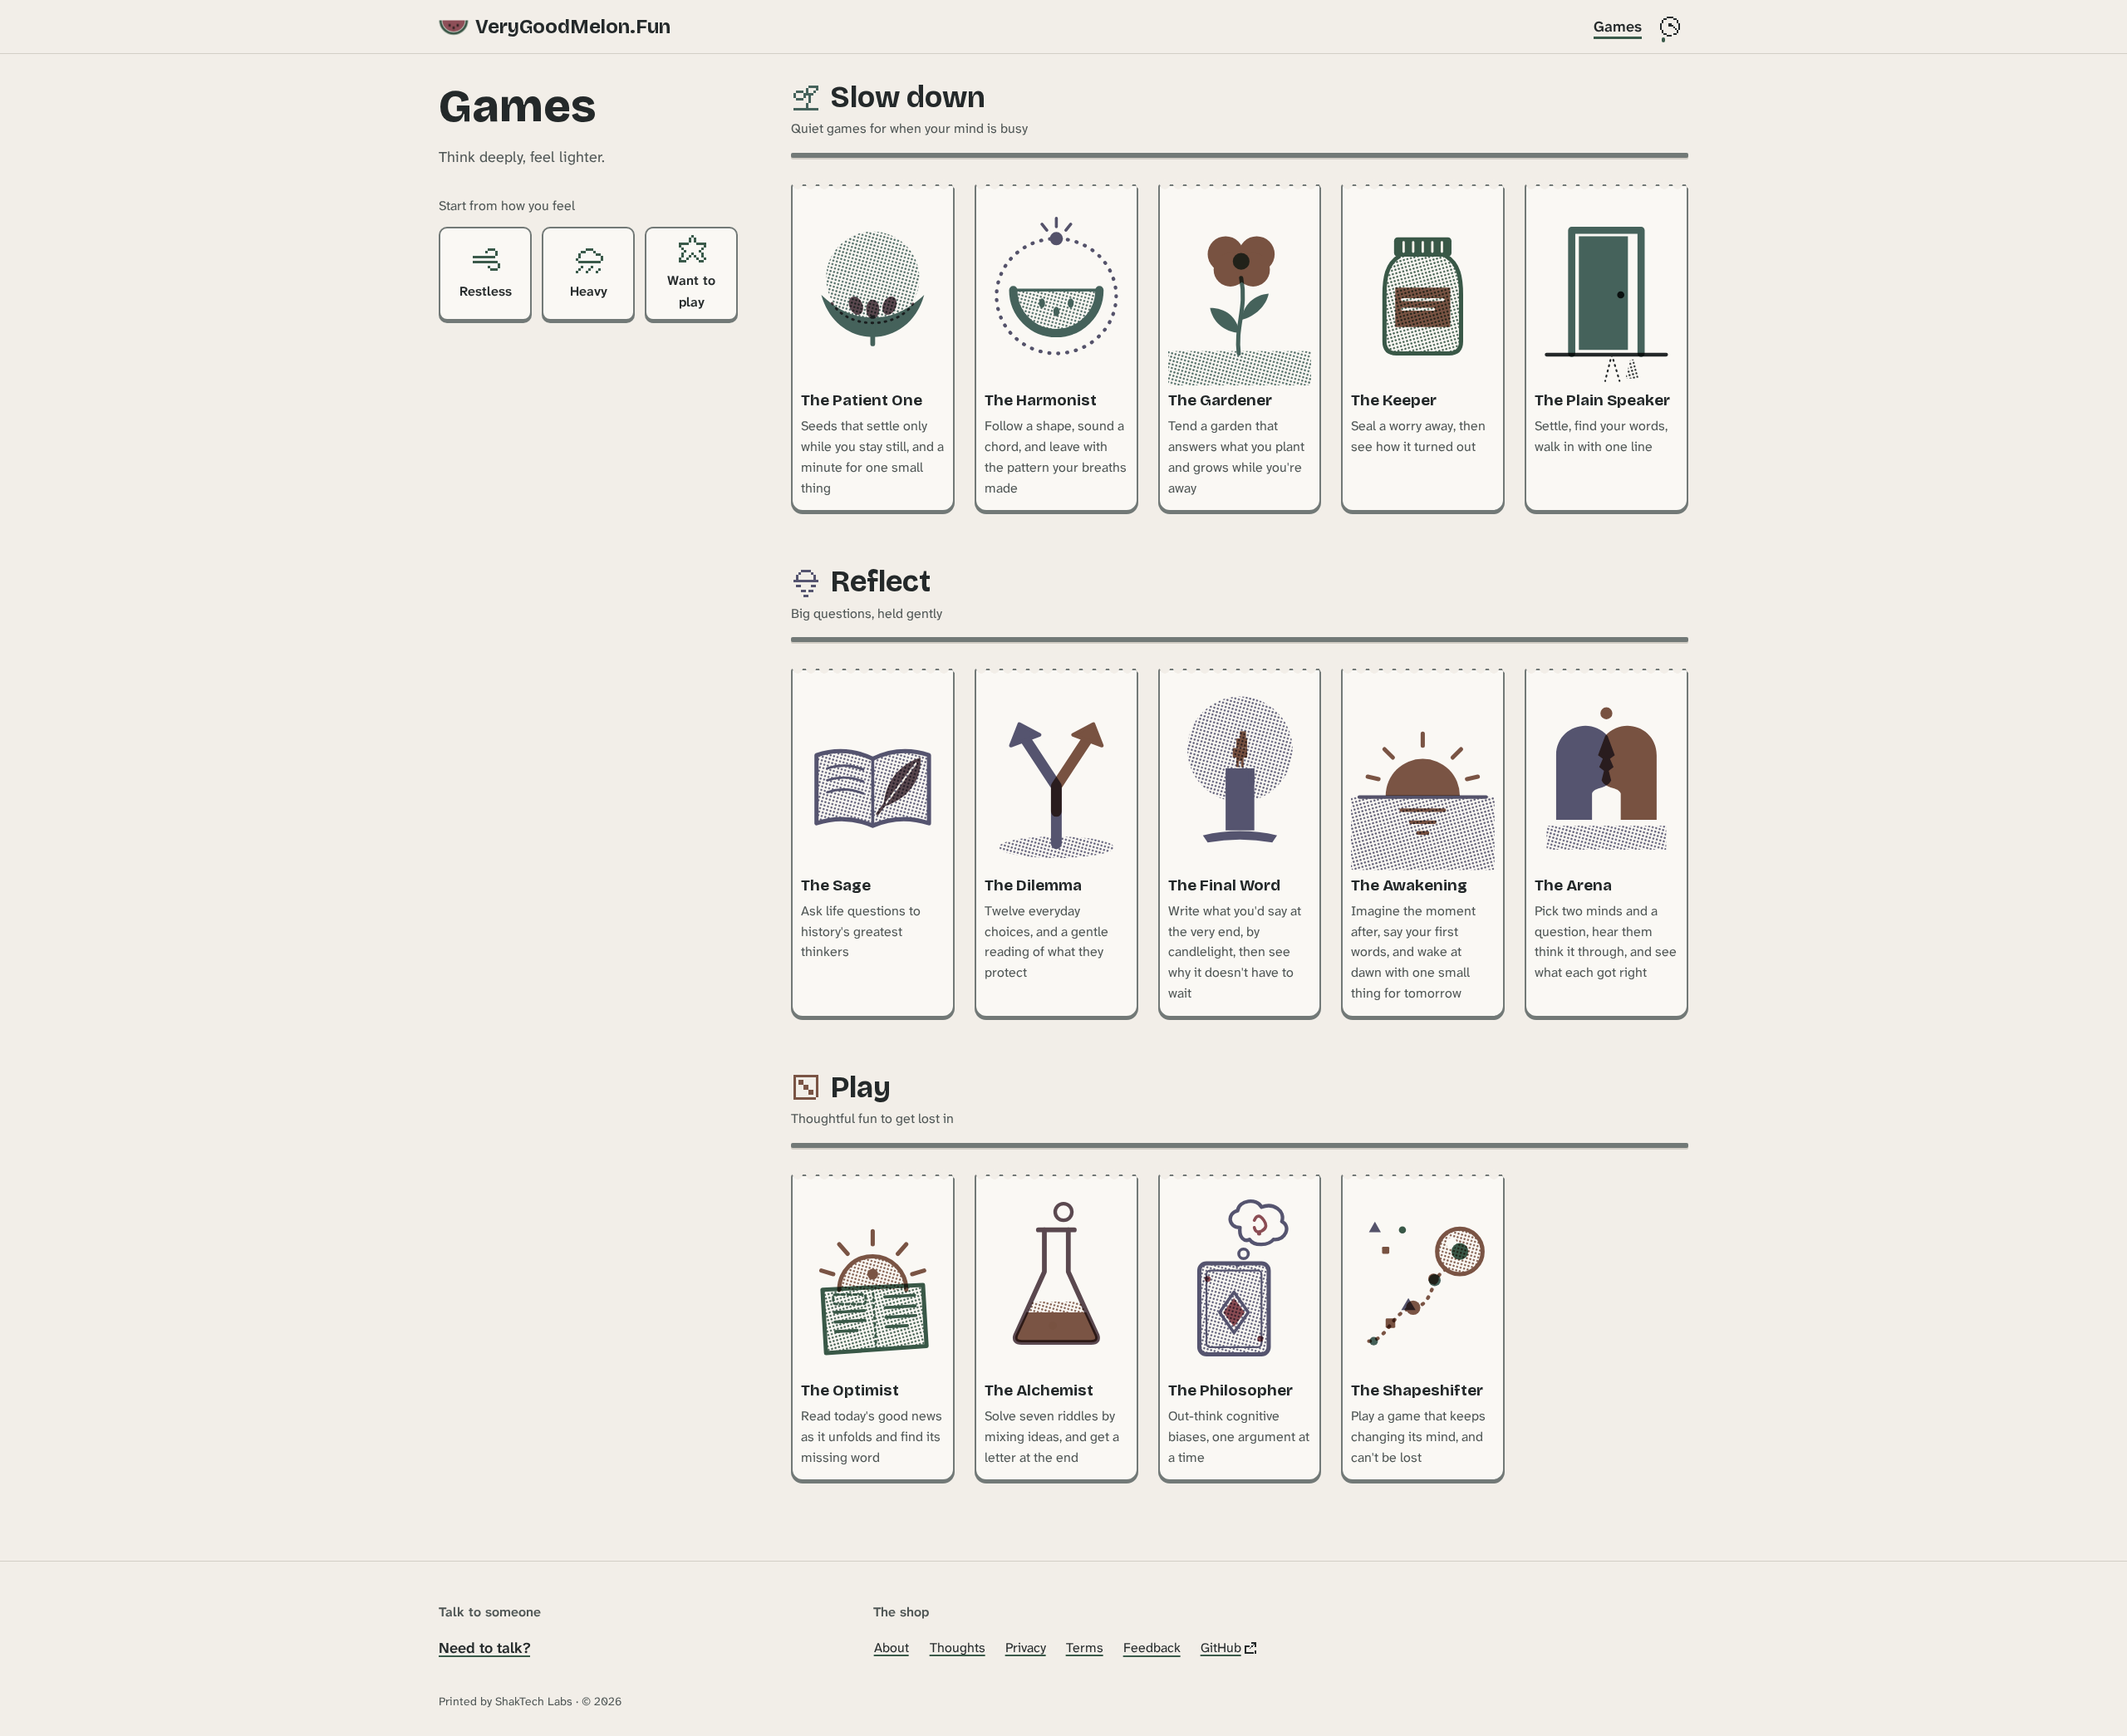 VeryGoodMelon.Fun
Games
Games
Think deeply, feel lighter.
Start from how you feel
Restless
Heavy
Want to
play
Slow down
Quiet games for when your mind is busy
The Patient One
Seeds that settle only
while you stay still, and a
minute for one small
thing
The Harmonist
Follow a shape, sound a
chord, and leave with
the pattern your breaths
made
The Gardener
Tend a garden that
answers what you plant
and grows while you're
away
The Keeper
Seal a worry away, then
see how it turned out
The Plain Speaker
Settle, find your words,
walk in with one line
Reflect
Big questions, held gently
The Sage
Ask life questions to
history's greatest
thinkers
The Dilemma
Twelve everyday
choices, and a gentle
reading of what they
protect
The Final Word
Write what you'd say at
the very end, by
candlelight, then see
why it doesn't have to
wait
The Awakening
Imagine the moment
after, say your first
words, and wake at
dawn with one small
thing for tomorrow
The Arena
Pick two minds and a
question, hear them
think it through, and see
what each got right
Play
Thoughtful fun to get lost in
The Optimist
Read today's good news
as it unfolds and find its
missing word
The Alchemist
Solve seven riddles by
mixing ideas, and get a
letter at the end
The Philosopher
Out-think cognitive
biases, one argument at
a time
The Shapeshifter
Play a game that keeps
changing its mind, and
can't be lost
Talk to someone
Need to talk?
The shop
About Thoughts Privacy Terms Feedback GitHub
Printed by ShakTech Labs · © 2026